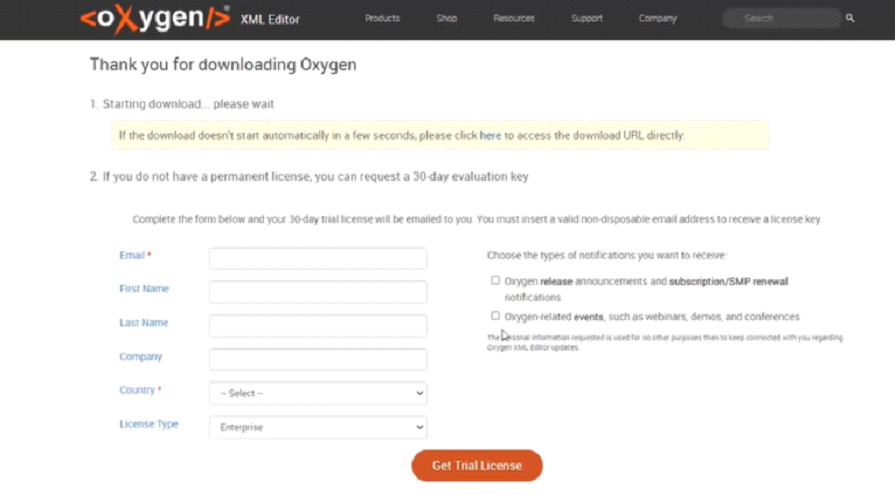 <oXygen/>® XML Editor
Products Shop Resources Support Company Search
Thank you for downloading Oxygen
1. Starting download... please wait
If the download doesn't start automatically in a few seconds, please click here to access the download URL directly.
2. If you do not have a permanent license, you can request a 30-day evaluation key
Complete the form below and your 30-day trial license will be emailed to you. You must insert a valid non-disposable email address to receive a license key.
Email *
First Name
Last Name
Company
Country * -- Select --
License Type Enterprise
Choose the types of notifications you want to receive:
Oxygen release announcements and subscription/SMP renewal
notifications
Oxygen-related events, such as webinars, demos, and conferences
The personal information requested is used for no other purposes than to keep connected with you regarding
Oxygen XML Editor updates.
Get Trial License